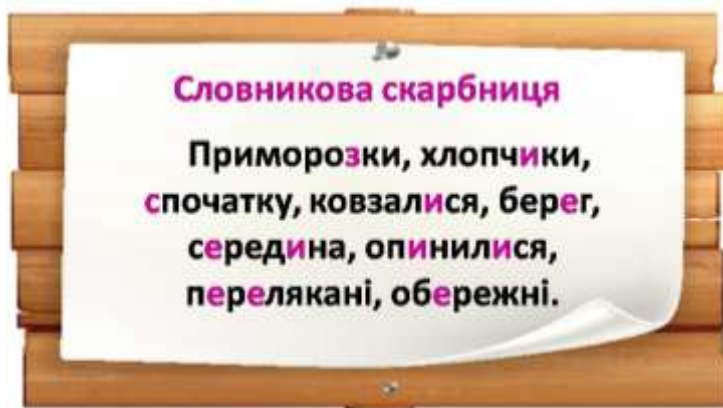 Словникова скарбниця
Приморозки, хлопчики,
спочатку, ковзалися, берег,
середина, опинилися,
перелякані, обережні.